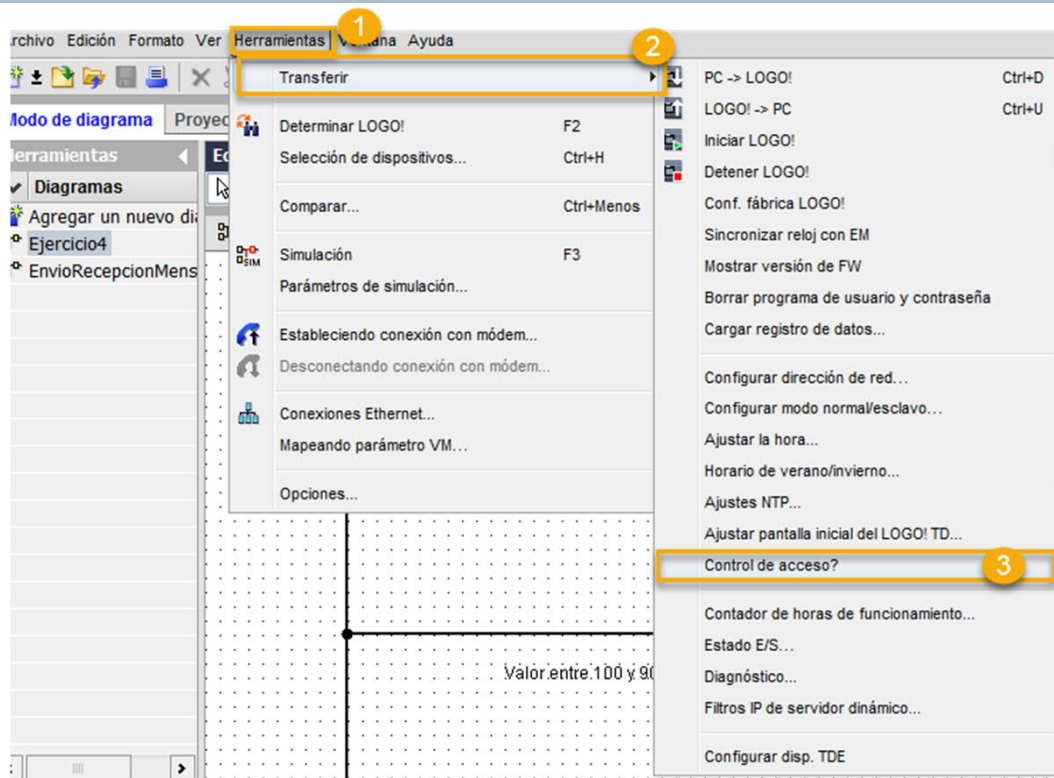 1
rchivo Edición Formato Ver Herramientas Ventana Ayuda
2
Modo de diagrama Proyec
Herramientas Ed
Diagramas
Agregar un nuevo dia
Ejercicio4
EnvioRecepcionMens
Transferir
Determinar LOGO! F2
Selección de dispositivos... Ctrl+H
Comparar... Ctrl+Menos
SIM
Simulación F3
Parámetros de simulación...
Estableciendo conexión con módem...
Desconectando conexión con módem...
Conexiones Ethernet...
Mapeando parámetro VM...
Opciones...
PC -> LOGO! Ctrl+D
LOGO! -> PC Ctrl+U
Iniciar LOGO!
Detener LOGO!
Conf. fábrica LOGO!
Sincronizar reloj con EM
Mostrar versión de FW
Borrar programa de usuario y contraseña
Cargar registro de datos...
Configurar dirección de red...
Configurar modo normal/esclavo...
Ajustar la hora...
Horario de verano/invierno...
Ajustes NTP...
Ajustar pantalla inicial del LOGO! TD...
Control de acceso? 3
Contador de horas de funcionamiento...
Estado E/S...
Diagnóstico...
Filtros IP de servidor dinámico...
Configurar disp. TDE
Valor entre 100 y 90